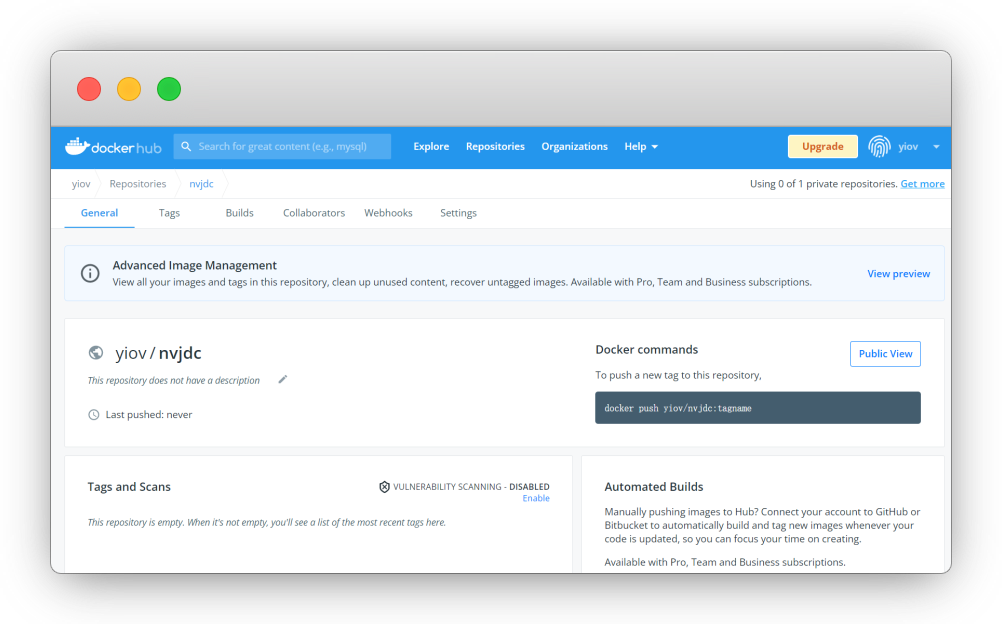 docker hub Search for great content (e.g., mysql) Explore Repositories Organizations Help Upgrade yiov
yiov Repositories nvjdc Using 0 of 1 private repositories. Get more
General Tags Builds Collaborators Webhooks Settings
Advanced Image Management
View all your images and tags in this repository, clean up unused content, recover untagged images. Available with Pro, Team and Business subscriptions.
View preview
yiov / nvjdc
This repository does not have a description
Last pushed: never
Docker commands
Public View
To push a new tag to this repository,
docker push yiov/nvjdc:tagname
Tags and Scans
VULNERABILITY SCANNING - DISABLED
Enable
This repository is empty. When it's not empty, you'll see a list of the most recent tags here.
Automated Builds
Manually pushing images to Hub? Connect your account to GitHub or
Bitbucket to automatically build and tag new images whenever your
code is updated, so you can focus your time on creating.
Available with Pro, Team and Business subscriptions.